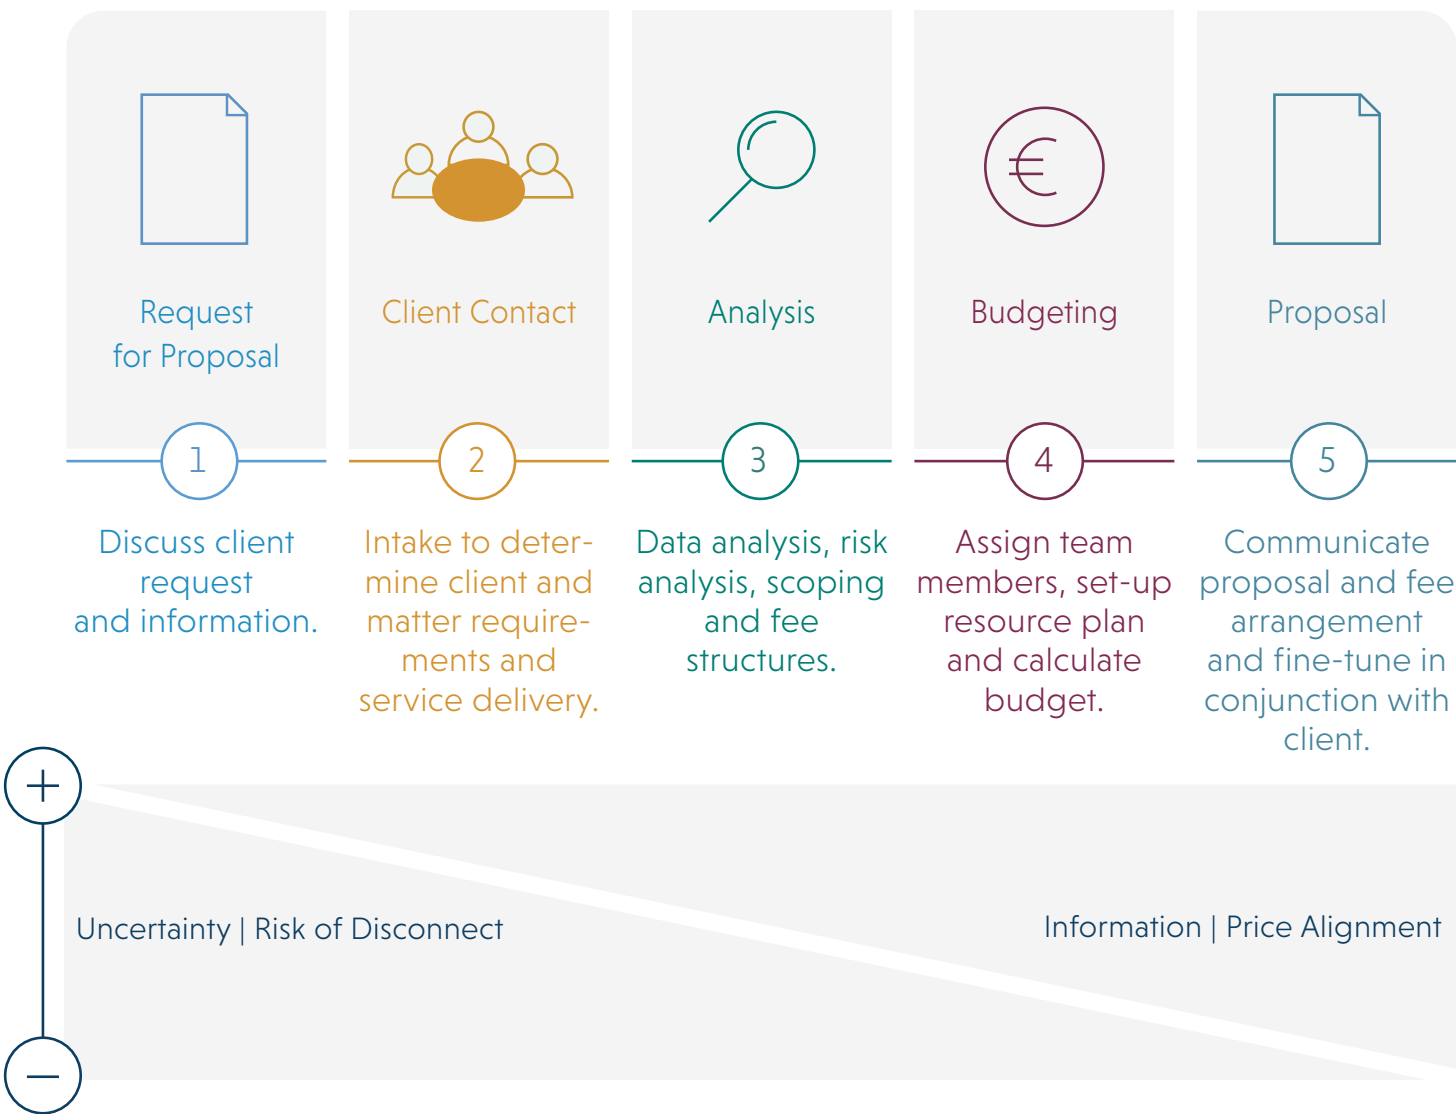 Request
for Proposal
Client Contact
Analysis
€
Budgeting
Proposal
1
2
3
4
5
Discuss client
request
and information.
Intake to deter-
mine client and
matter require-
ments and
service delivery.
Data analysis, risk
analysis, scoping
and fee
structures.
Assign team
members, set-up
resource plan
and calculate
budget.
Communicate
proposal and fee
arrangement
and fine-tune in
conjunction with
client.
+
Uncertainty | Risk of Disconnect
Information | Price Alignment
−